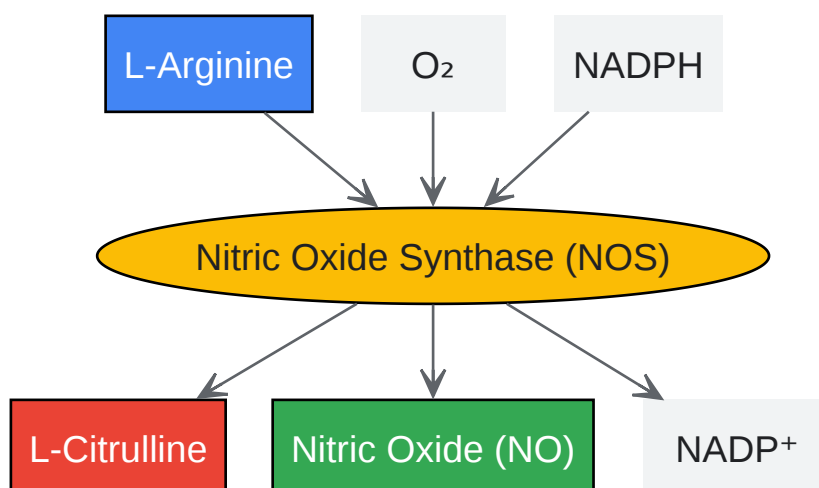 L-Arginine
O₂
NADPH
Nitric Oxide Synthase (NOS)
L-Citrulline
Nitric Oxide (NO)
NADP⁺